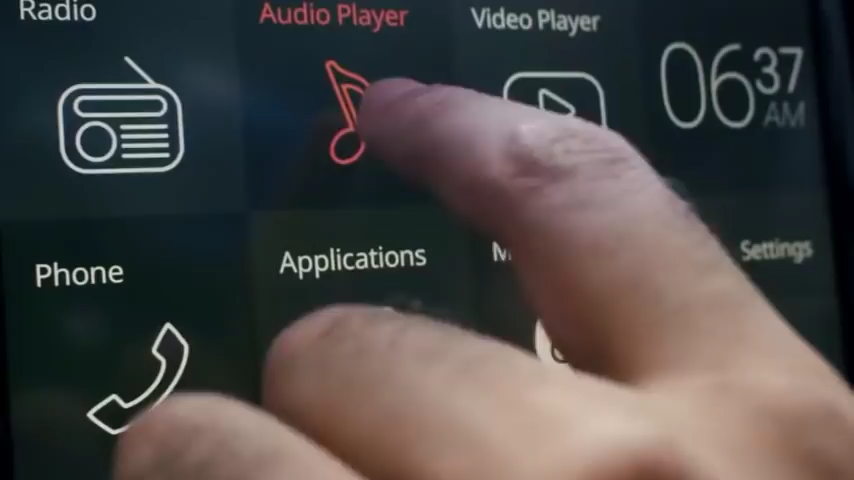 Radio
Audio Player
Video Player
06 37
AM
Phone
Applications
Settings